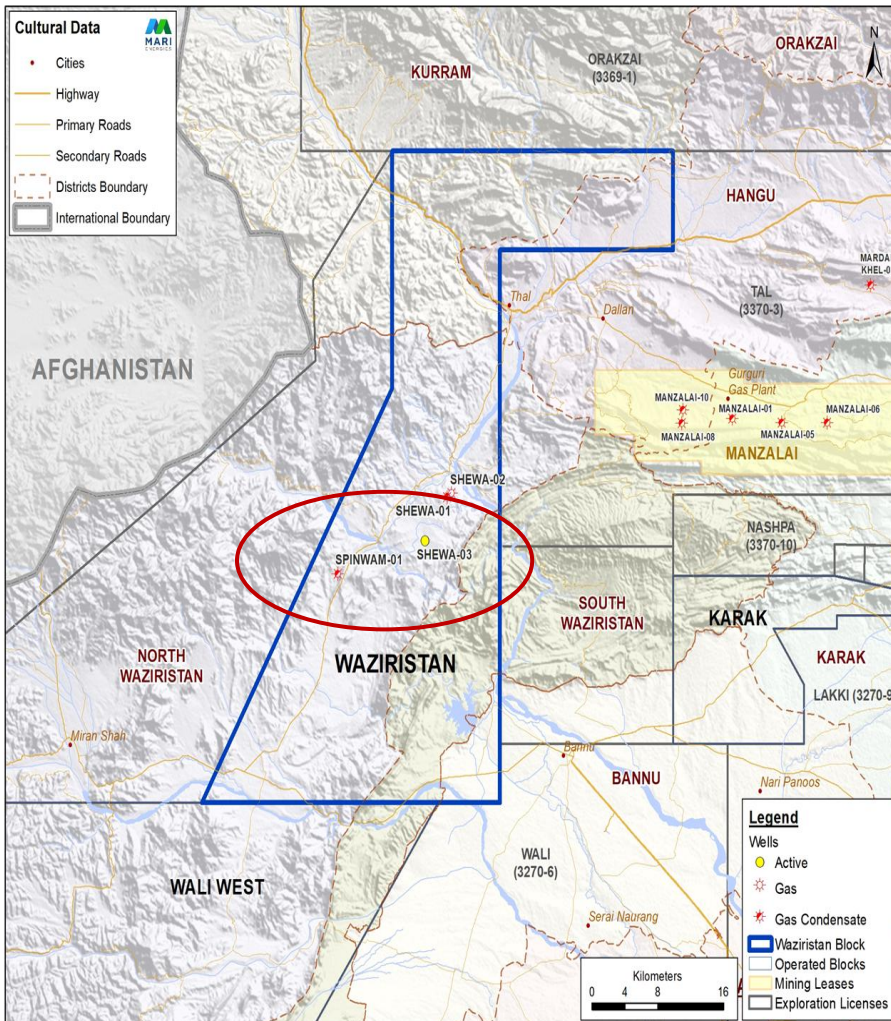 Cultural Data
MARI
ENERGIES
Cities
Highway
Primary Roads
Secondary Roads
Districts Boundary
International Boundary
N
ORAKZAI
ORAKZAI
(3369-1)
KURRAM
HANGU
MARDA
KHEL-0
TAL
(3370-3)
Thal
Dallan
AFGHANISTAN
Gurguri
Gas Plant
MANZALAI-10
MANZALAI-01
MANZALAI-06
MANZALAI-08
MANZALAI-05
MANZALAI
SHEWA-02
SHEWA-01
SHEWA-03
SPINWAM-01
NASHPA
(3370-10)
SOUTH
WAZIRISTAN
KARAK
WAZIRISTAN
NORTH
WAZIRISTAN
KARAK
LAKKI (3270-9
Miran Shah
Bannu
BANNU
Nari Panoos
WALI
(3270-6)
WALI WEST
Serai Naurang
Legend
Wells
Active
Gas
Gas Condensate
Waziristan Block
Operated Blocks
Mining Leases
Exploration Licenses
Kilometers
0 4 8 16